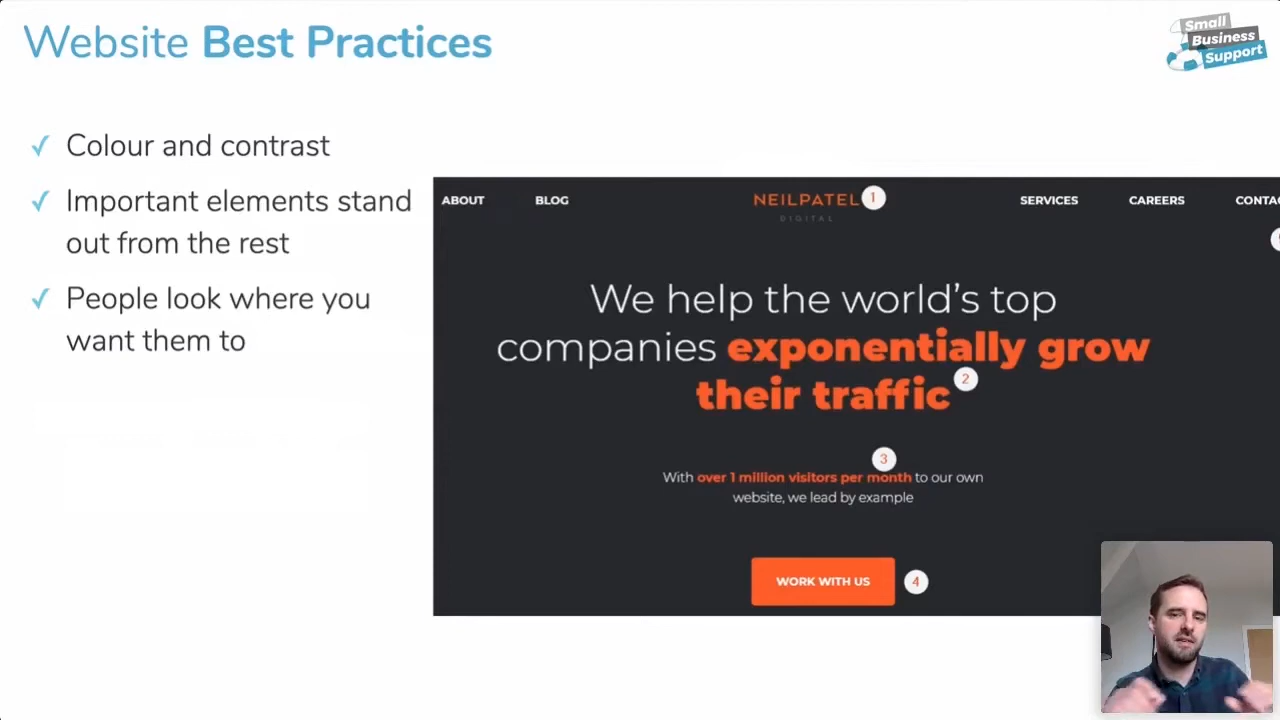 Website Best Practices
Small
Business
Support
✓ Colour and contrast
✓ Important elements stand
out from the rest
✓ People look where you
want them to
ABOUT BLOG NEILPATEL 1 SERVICES CAREERS
DIGITAL
We help the world's top
companies exponentially grow
their traffic 2
3
With over 1 million visitors per month to our own
website, we lead by example
WORK WITH US 4